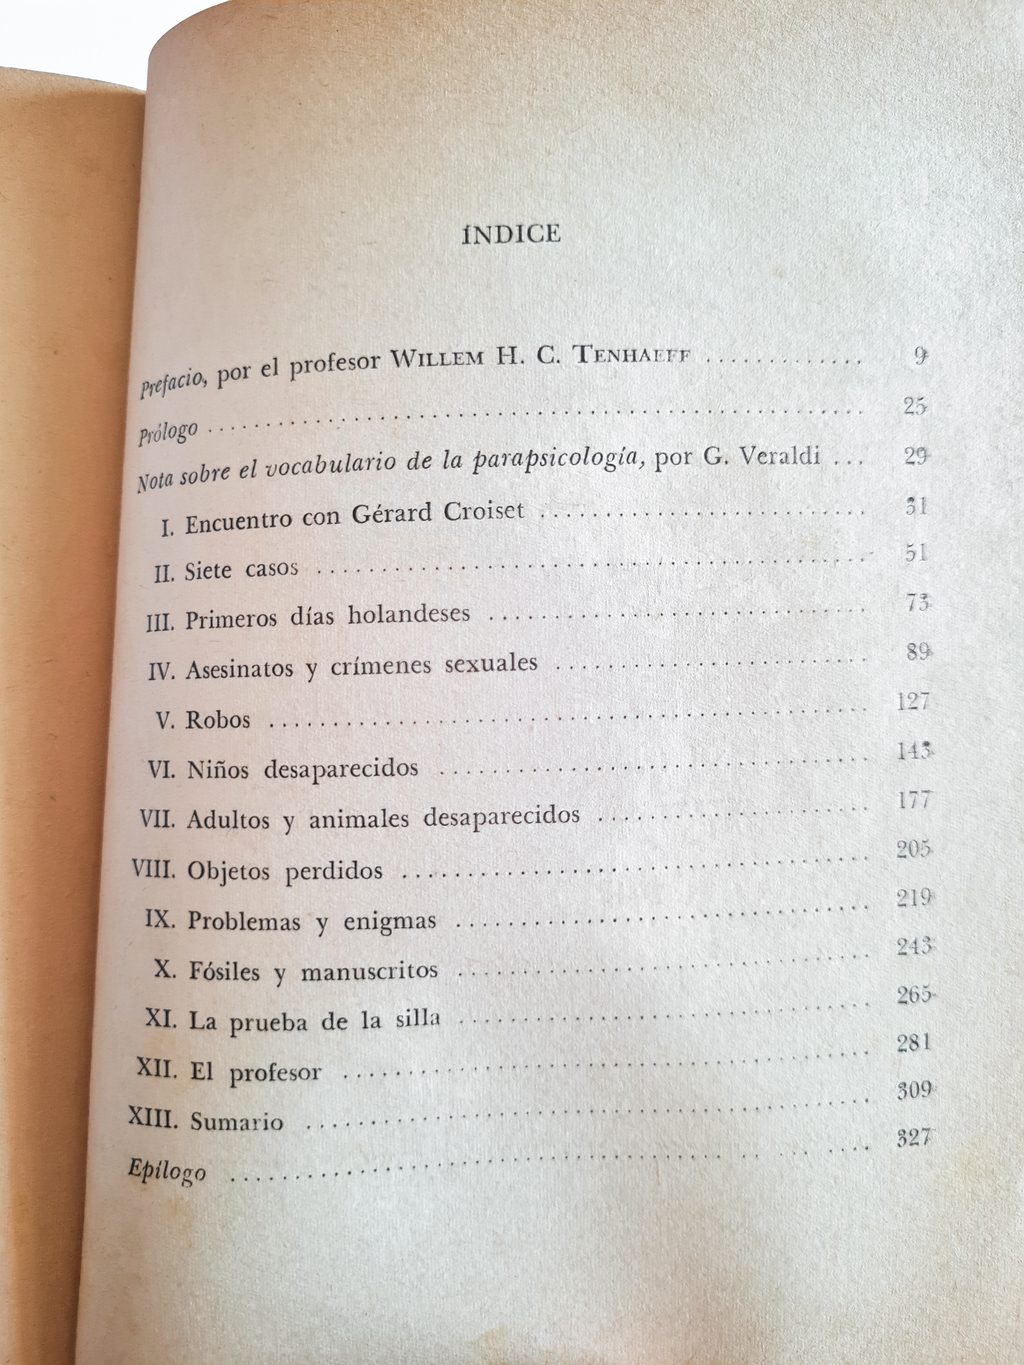 ÍNDICE
Prefacio, por el profesor WILLEM H. C. TENHAEFF ............. 9
Prólogo .................................................. 25
Nota sobre el vocabulario de la parapsicología, por G. Veraldi ... 29
I. Encuentro con Gérard Croiset .......................... 31
II. Siete casos ........................................... 51
III. Primeros días holandeses ............................. 73
IV. Asesinatos y crímenes sexuales ........................ 89
V. Robos ................................................. 127
VI. Niños desaparecidos .................................. 143
VII. Adultos y animales desaparecidos ..................... 177
VIII. Objetos perdidos .................................... 205
IX. Problemas y enigmas .................................. 219
X. Fósiles y manuscritos ................................. 243
XI. La prueba de la silla ................................ 265
XII. El profesor ......................................... 281
XIII. Sumario ............................................ 309
Epílogo .................................................. 327